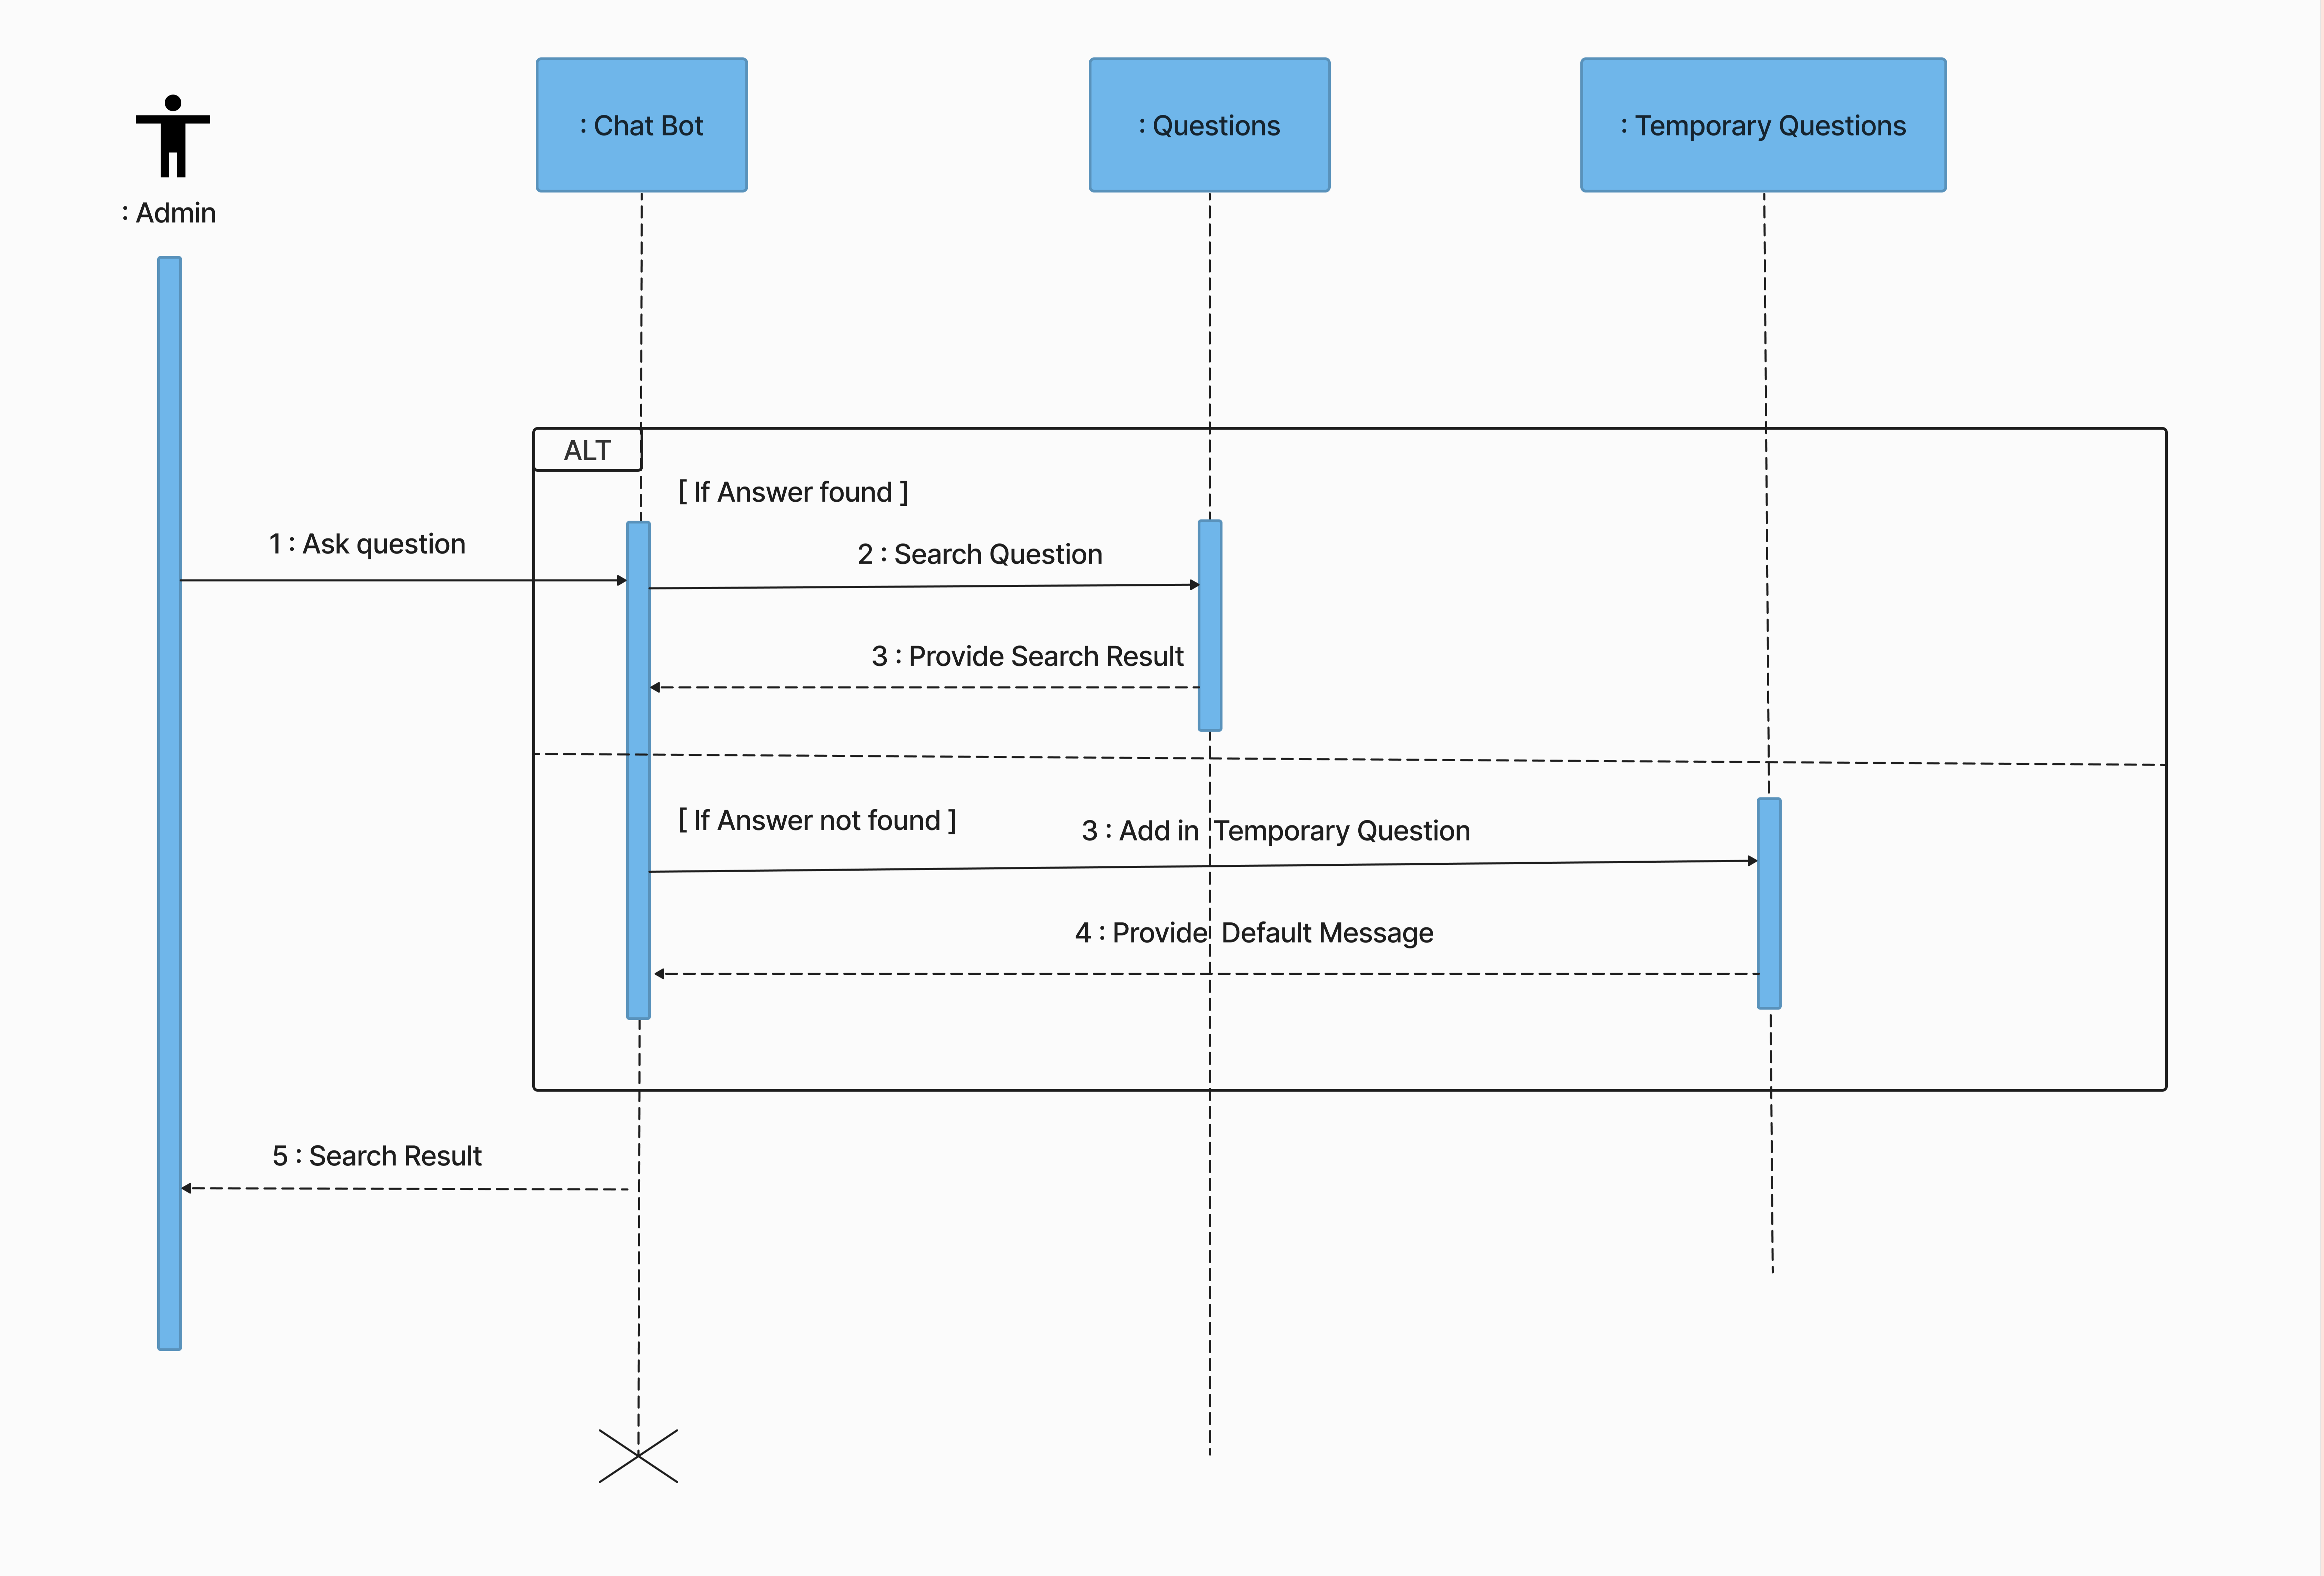 : Admin
: Chat Bot
: Questions
: Temporary Questions
ALT
[ If Answer found ]
1 : Ask question
2 : Search Question
3 : Provide Search Result
[ If Answer not found ]
3 : Add in Temporary Question
4 : Provide Default Message
5 : Search Result